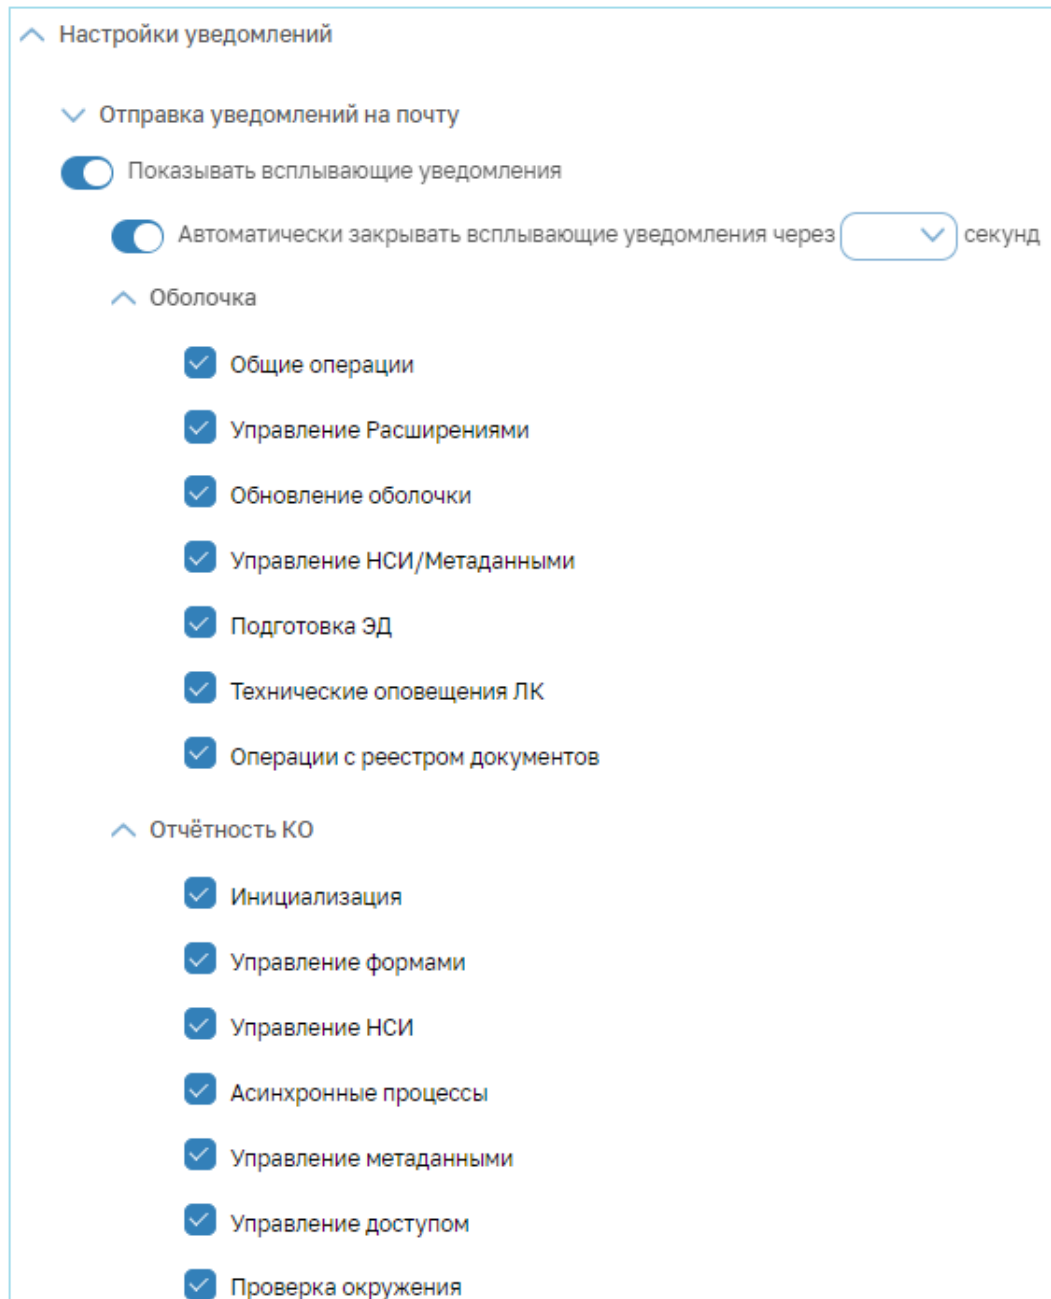 Настройки уведомлений
Отправка уведомлений на почту
Показывать всплывающие уведомления
Автоматически закрывать всплывающие уведомления через секунд
Оболочка
Общие операции
Управление Расширениями
Обновление оболочки
Управление НСИ/Метаданными
Подготовка ЭД
Технические оповещения ЛК
Операции с реестром документов
Отчётность КО
Инициализация
Управление формами
Управление НСИ
Асинхронные процессы
Управление метаданными
Управление доступом
Проверка окружения